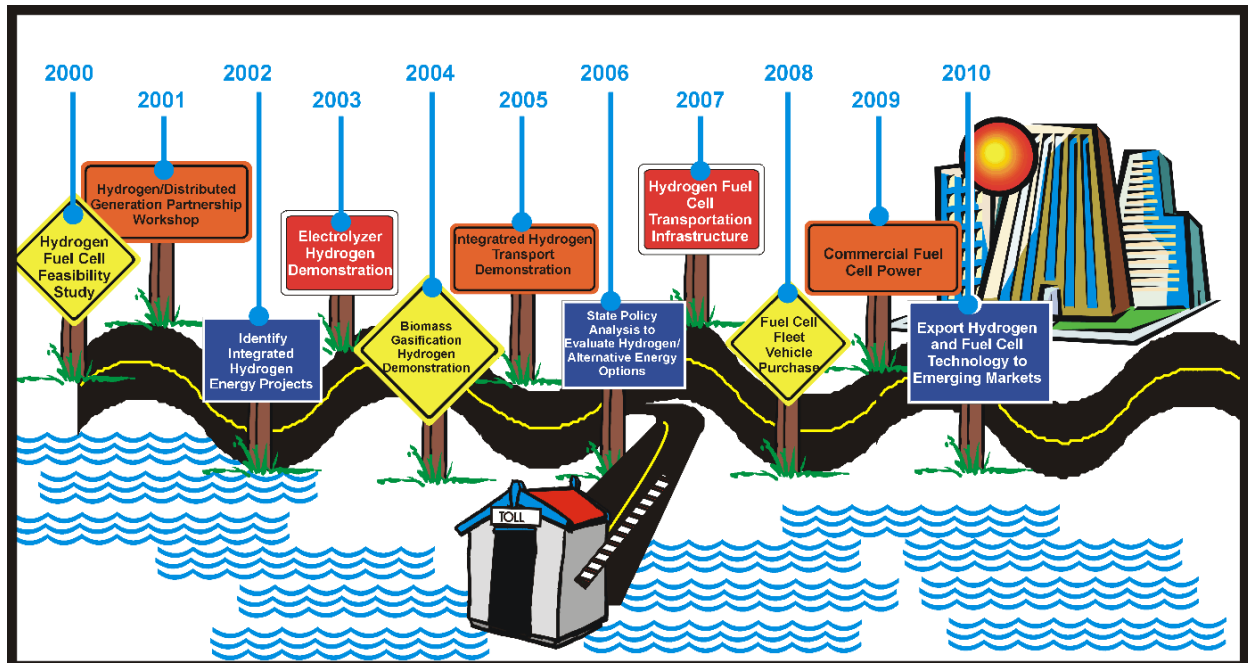 2000
2002
2004
2006
2008
2010
2001
2003
2005
2007
2009
Hydrogen
Fuel Cell
Feasibility
Study
Hydrogen/Distributed
Generation Partnership
Workshop
Identify
Integrated
Hydrogen
Energy Projects
Electrolyzer
Hydrogen
Demonstration
Biomass
Gasification
Hydrogen
Demonstration
Integratred Hydrogen
Transport
Demonstration
State Policy
Analysis to
Evaluate Hydrogen/
Alternative Energy
Options
Hydrogen Fuel
Cell
Transportation
Infrastructure
Fuel Cell
Fleet
Vehicle
Purchase
Commercial Fuel
Cell Power
Export Hydrogen
and Fuel Cell
Technology to
Emerging Markets
TOLL